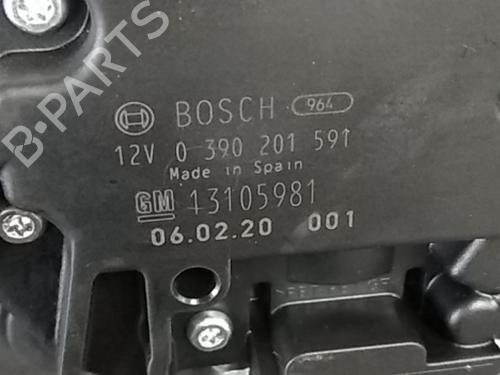 B-PARTS
BOSCH 964
12V 0 390 201 591
Made in Spain
GM 13105981
06.02.20 001